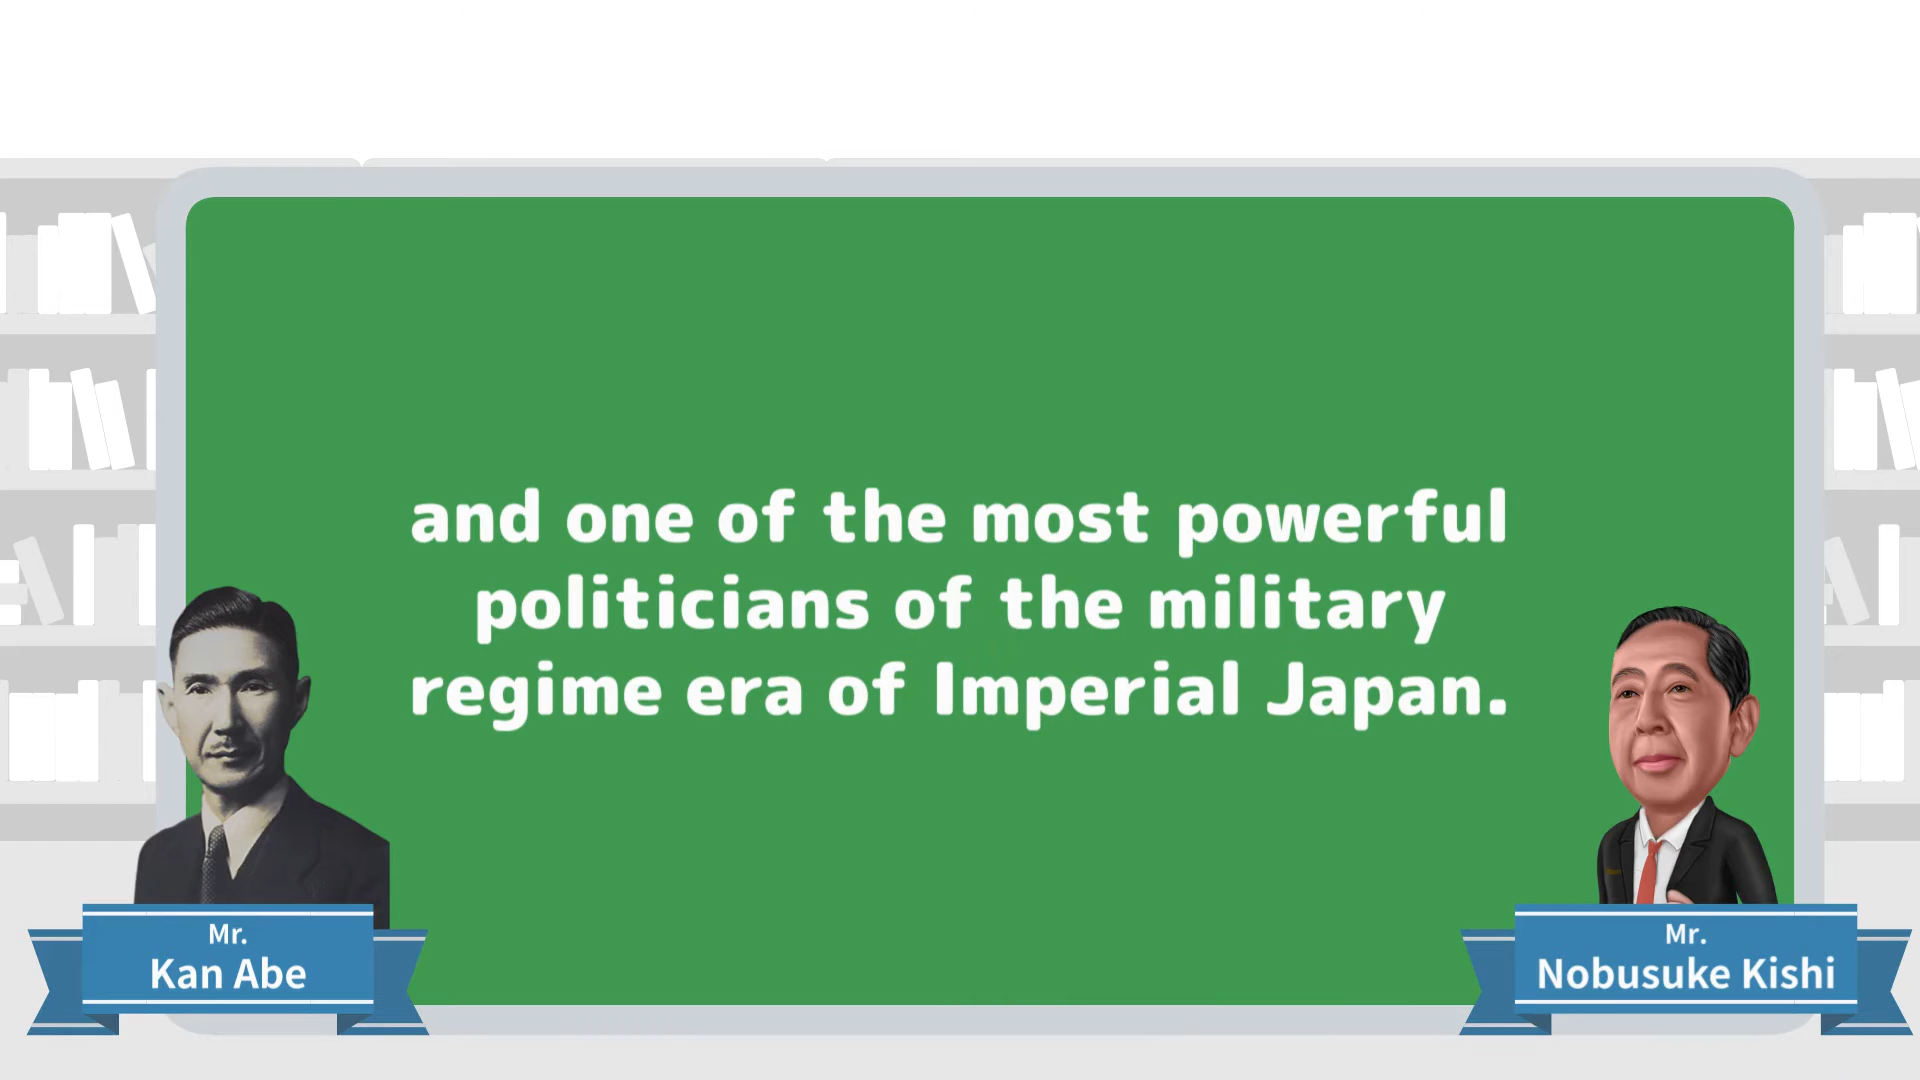 and one of the most powerful
politicians of the military
regime era of Imperial Japan.
Mr.
Kan Abe
Mr.
Nobusuke Kishi